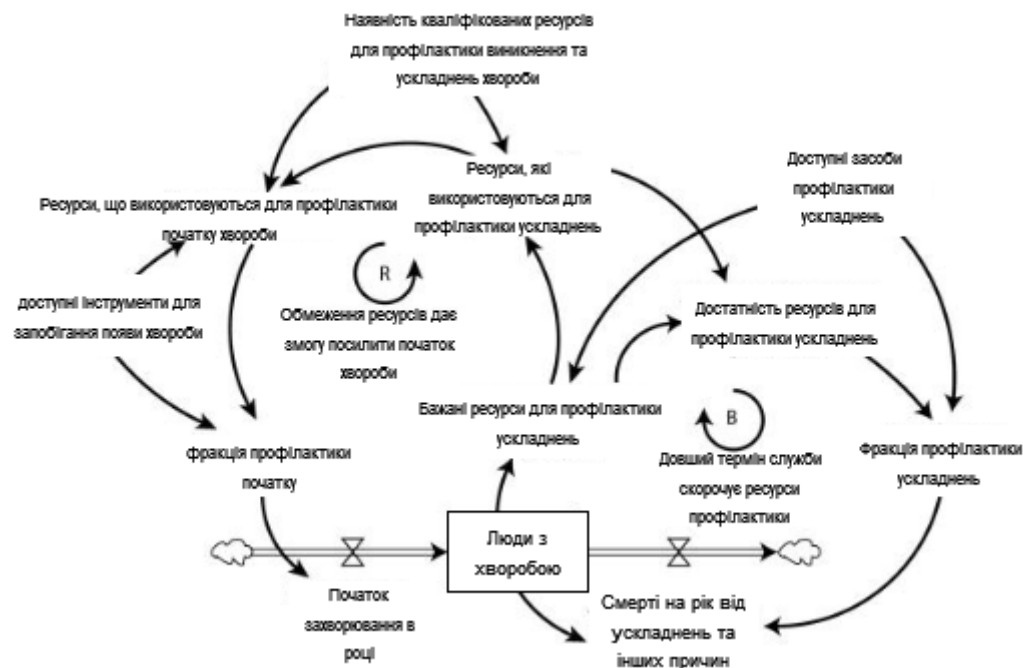 Наявність кваліфікованих ресурсів
для профілактики виникнення та
ускладнень хвороби
Доступні засоби
профілактики
ускладнень
Ресурси, які
використовуються для
профілактики ускладнень
Ресурси, що використовуються для профілактики
початку хвороби
R
доступні інструменти для
запобігання появи хвороби
Обмеження ресурсів дає
змогу посилити початок
хвороби
Достатність ресурсів для
профілактики ускладнень
Бажані ресурси для профілактики
ускладнень
B
фракція профілактики
початку
Довший термін служби
скорочує ресурси
профілактики
Фракція профілактики
ускладнень
Люди з
хворобою
Початок
захворювання в
році
Смерті на рік від
ускладнень та
інших причин